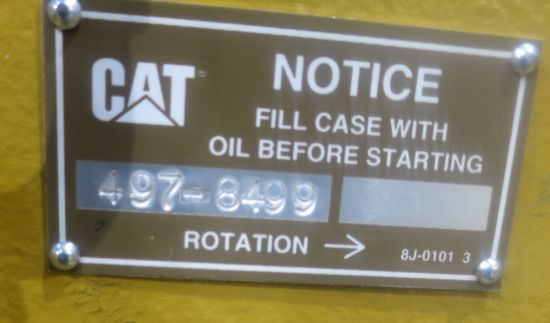 CAT NOTICE
FILL CASE WITH
OIL BEFORE STARTING
497-8499
ROTATION → 8J-0101 3